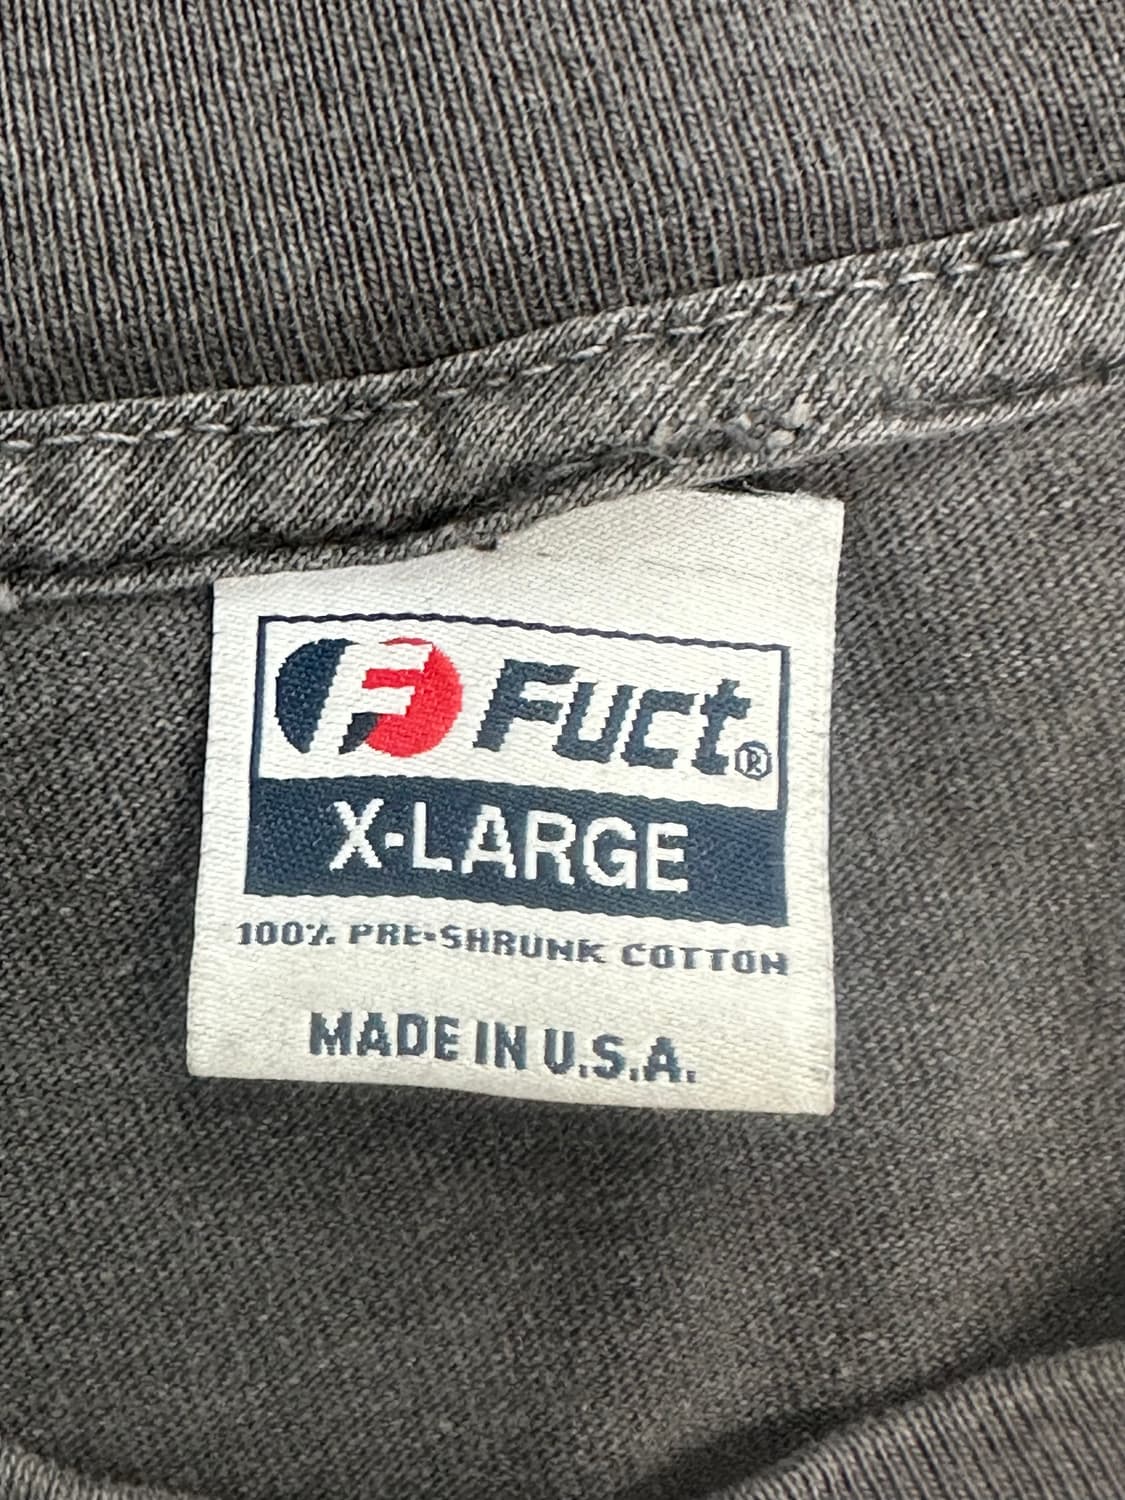 F Fuct®
X-LARGE
100% PRE-SHRUNK COTTON
MADE IN U.S.A.